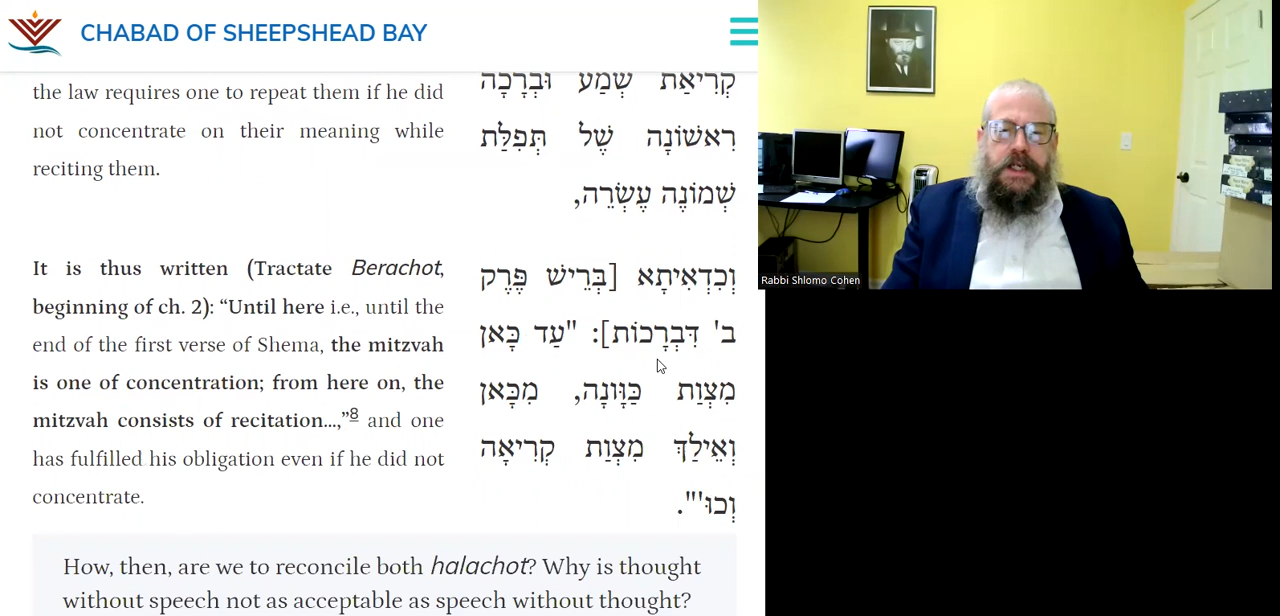 CHABAD OF SHEEPSHEAD BAY
the law requires one to repeat them if he did
not concentrate on their meaning while
reciting them.
קְרִיאַת שְׁמַע וּבְרָכָה
רִאשׁוֹנָה שֶׁל תְּפִלַּת
שְׁמוֹנֶה עֶשְׂרֵה,
It is thus written (Tractate Berachot,
beginning of ch. 2): “Until here i.e., until the
end of the first verse of Shema, the mitzvah
is one of concentration; from here on, the
mitzvah consists of recitation...,”8 and one
has fulfilled his obligation even if he did not
concentrate.
וְכִדְאִיתָא [בְּרֵישׁ פֶּרֶק
ב' דִּבְרָכוֹת]: "עַד כָּאן
מִצְוַת כַּוָּונָה, מִכָּאן
וְאֵילַךְ מִצְוַת קְרִיאָה
וְכוּ'".
How, then, are we to reconcile both halachot? Why is thought
without speech not as acceptable as speech without thought?
Rabbi Shlomo Cohen